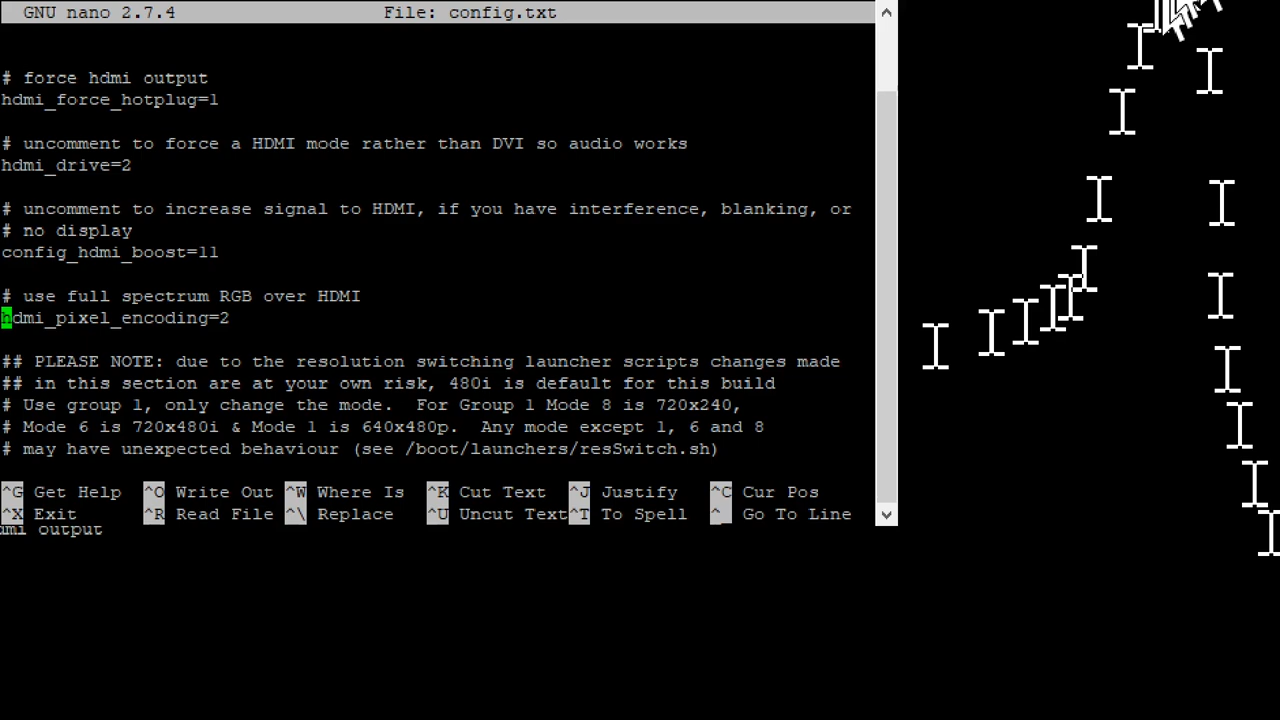 GNU nano 2.7.4 File: config.txt
# force hdmi output
hdmi_force_hotplug=1
# uncomment to force a HDMI mode rather than DVI so audio works
hdmi_drive=2
# uncomment to increase signal to HDMI, if you have interference, blanking, or
# no display
config_hdmi_boost=11
# use full spectrum RGB over HDMI
hdmi_pixel_encoding=2
## PLEASE NOTE: due to the resolution switching launcher scripts changes made
## in this section are at your own risk, 480i is default for this build
# Use group 1, only change the mode.  For Group 1 Mode 8 is 720x240,
# Mode 6 is 720x480i & Mode 1 is 640x480p.  Any mode except 1, 6 and 8
# may have unexpected behaviour (see /boot/launchers/resSwitch.sh)
^G Get Help ^O Write Out ^W Where Is ^K Cut Text ^J Justify ^C Cur Pos
^X Exit ^R Read File ^\ Replace ^U Uncut Text ^T To Spell ^_ Go To Line
dmi output